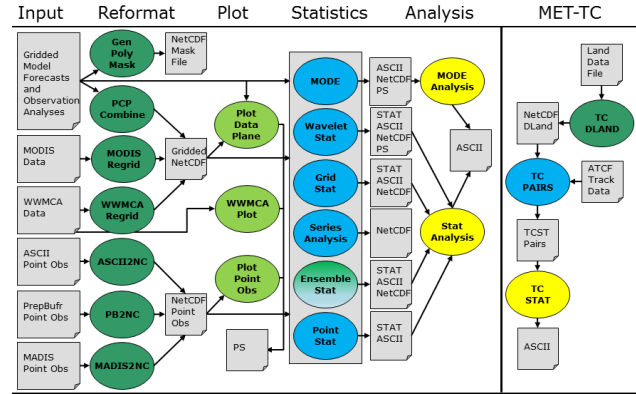 Input
Reformat
Plot
Statistics
Analysis
MET-TC
Gridded
Model
Forecasts
and
Observation
Analyses
Gen
Poly
Mask
NetCDF
Mask
File
PCP
Combine
MODIS
Data
MODIS
Regrid
Gridded
NetCDF
WWMCA
Data
WWMCA
Regrid
ASCII
Point Obs
ASCII2NC
PrepBufr
Point Obs
PB2NC
NetCDF
Point Obs
MADIS
Point Obs
MADIS2NC
Plot
Data
Plane
WWMCA
Plot
Plot
Point
Obs
PS
MODE
ASCII
NetCDF
PS
Wavelet
Stat
STAT
ASCII
NetCDF
PS
Grid
Stat
STAT
ASCII
NetCDF
Series
Analysis
NetCDF
Ensemble
Stat
STAT
ASCII
NetCDF
Point
Stat
STAT
ASCII
MODE
Analysis
ASCII
Stat
Analysis
Land
Data
File
NetCDF
DLand
TC
DLAND
TC
PAIRS
ATCF
Track
Data
TCST
Pairs
TC
STAT
ASCII